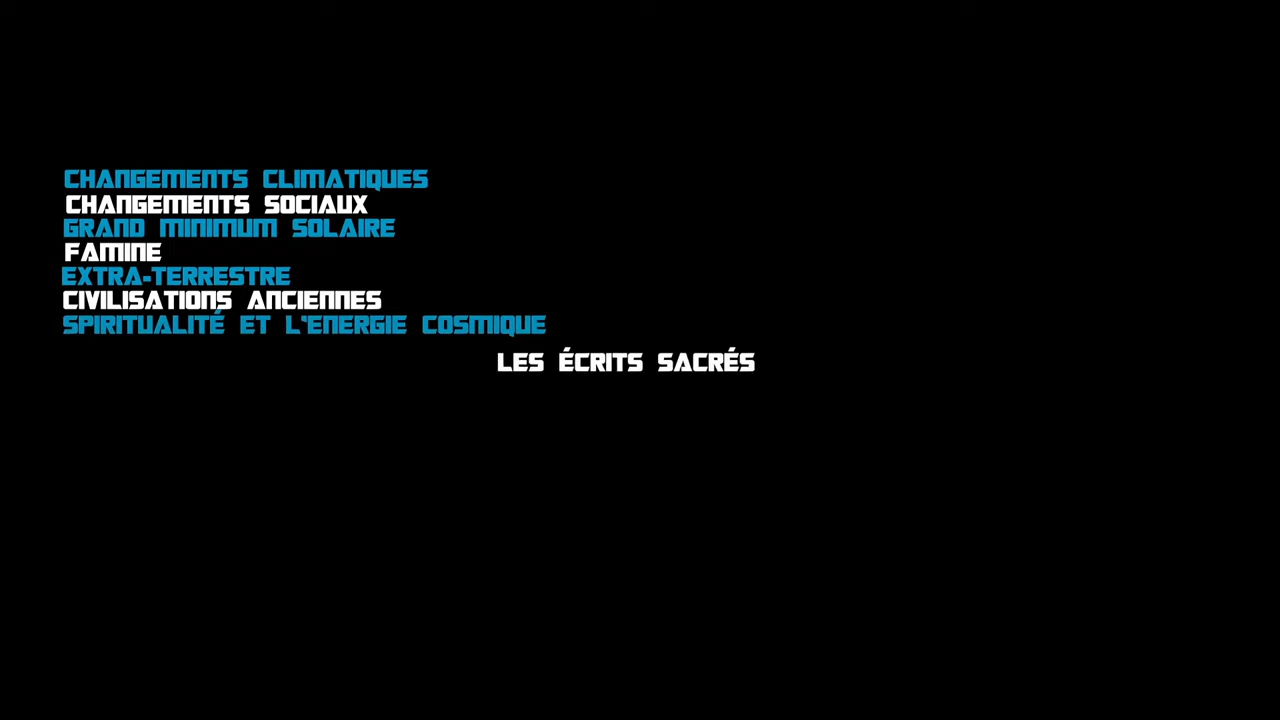 CHANGEMENTS CLIMATIQUES
CHANGEMENTS SOCIAUX
GRAND MINIMUM SOLAIRE
FAMINE
EXTRA-TERRESTRE
CIVILISATIONS ANCIENNES
SPIRITUALITÉ ET L'ENERGIE COSMIQUE
LES ÉCRITS SACRÉS